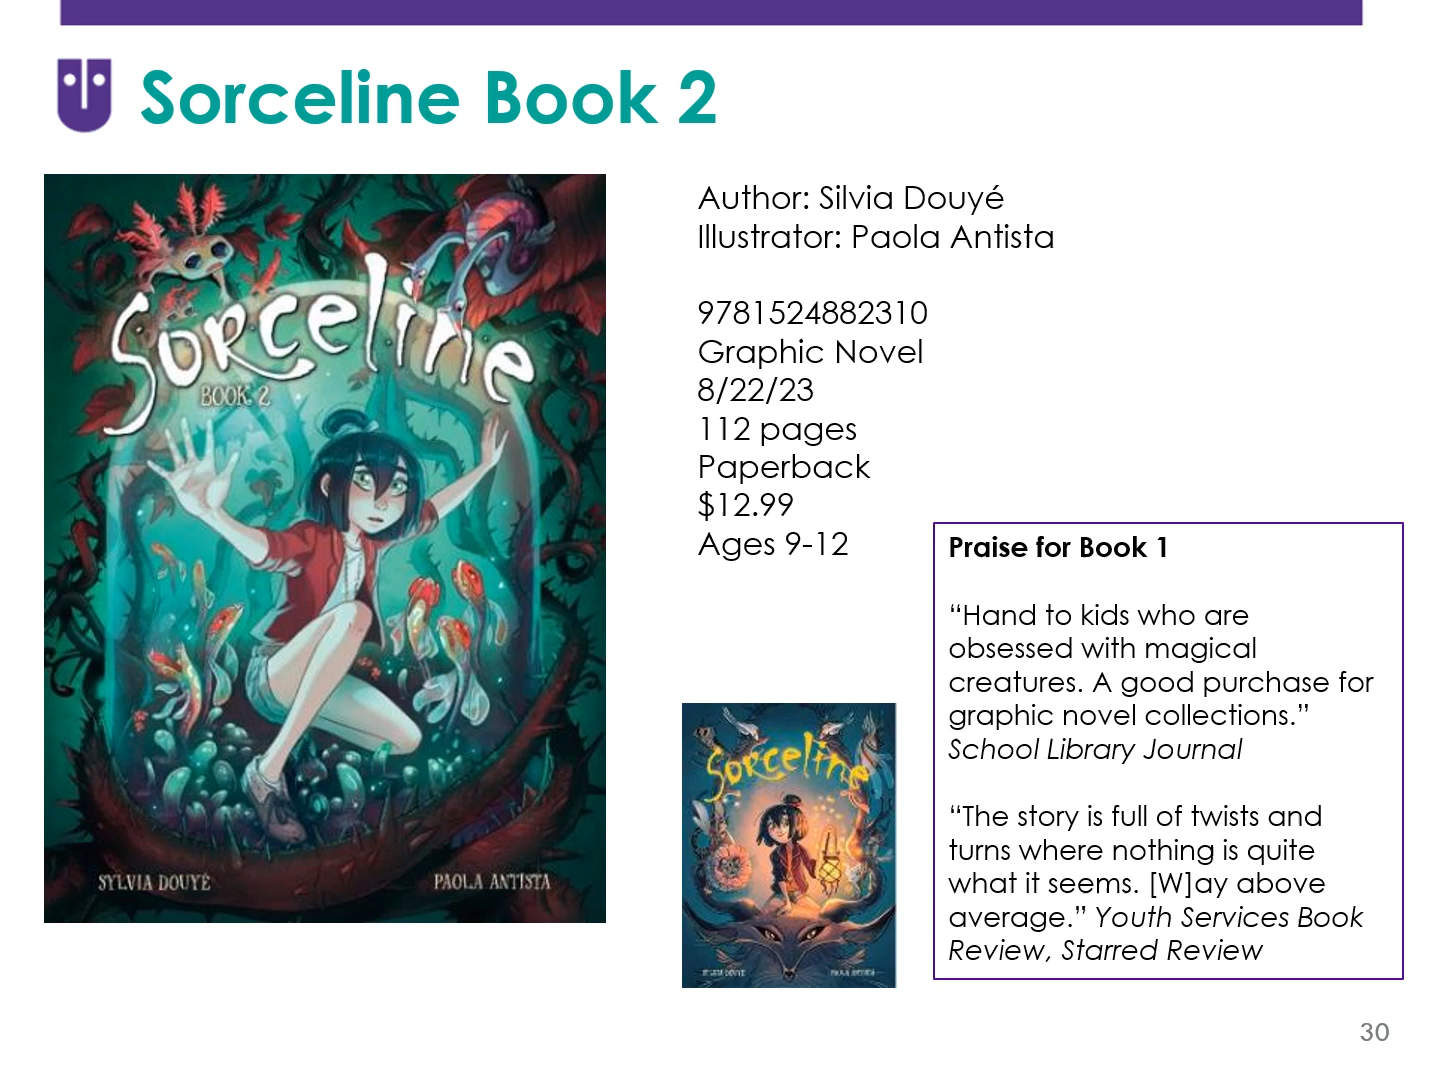 Sorceline Book 2
Sorceline
BOOK 2
SYLVIA DOUYÉ
PAOLA ANTISTA
Author: Silvia Douyé
Illustrator: Paola Antista
9781524882310
Graphic Novel
8/22/23
112 pages
Paperback
$12.99
Ages 9-12
Sorceline
SYLVIA DOUYÉ
PAOLA ANTISTA
Praise for Book 1
“Hand to kids who are
obsessed with magical
creatures. A good purchase for
graphic novel collections.”
School Library Journal
“The story is full of twists and
turns where nothing is quite
what it seems. [W]ay above
average.” Youth Services Book
Review, Starred Review
30